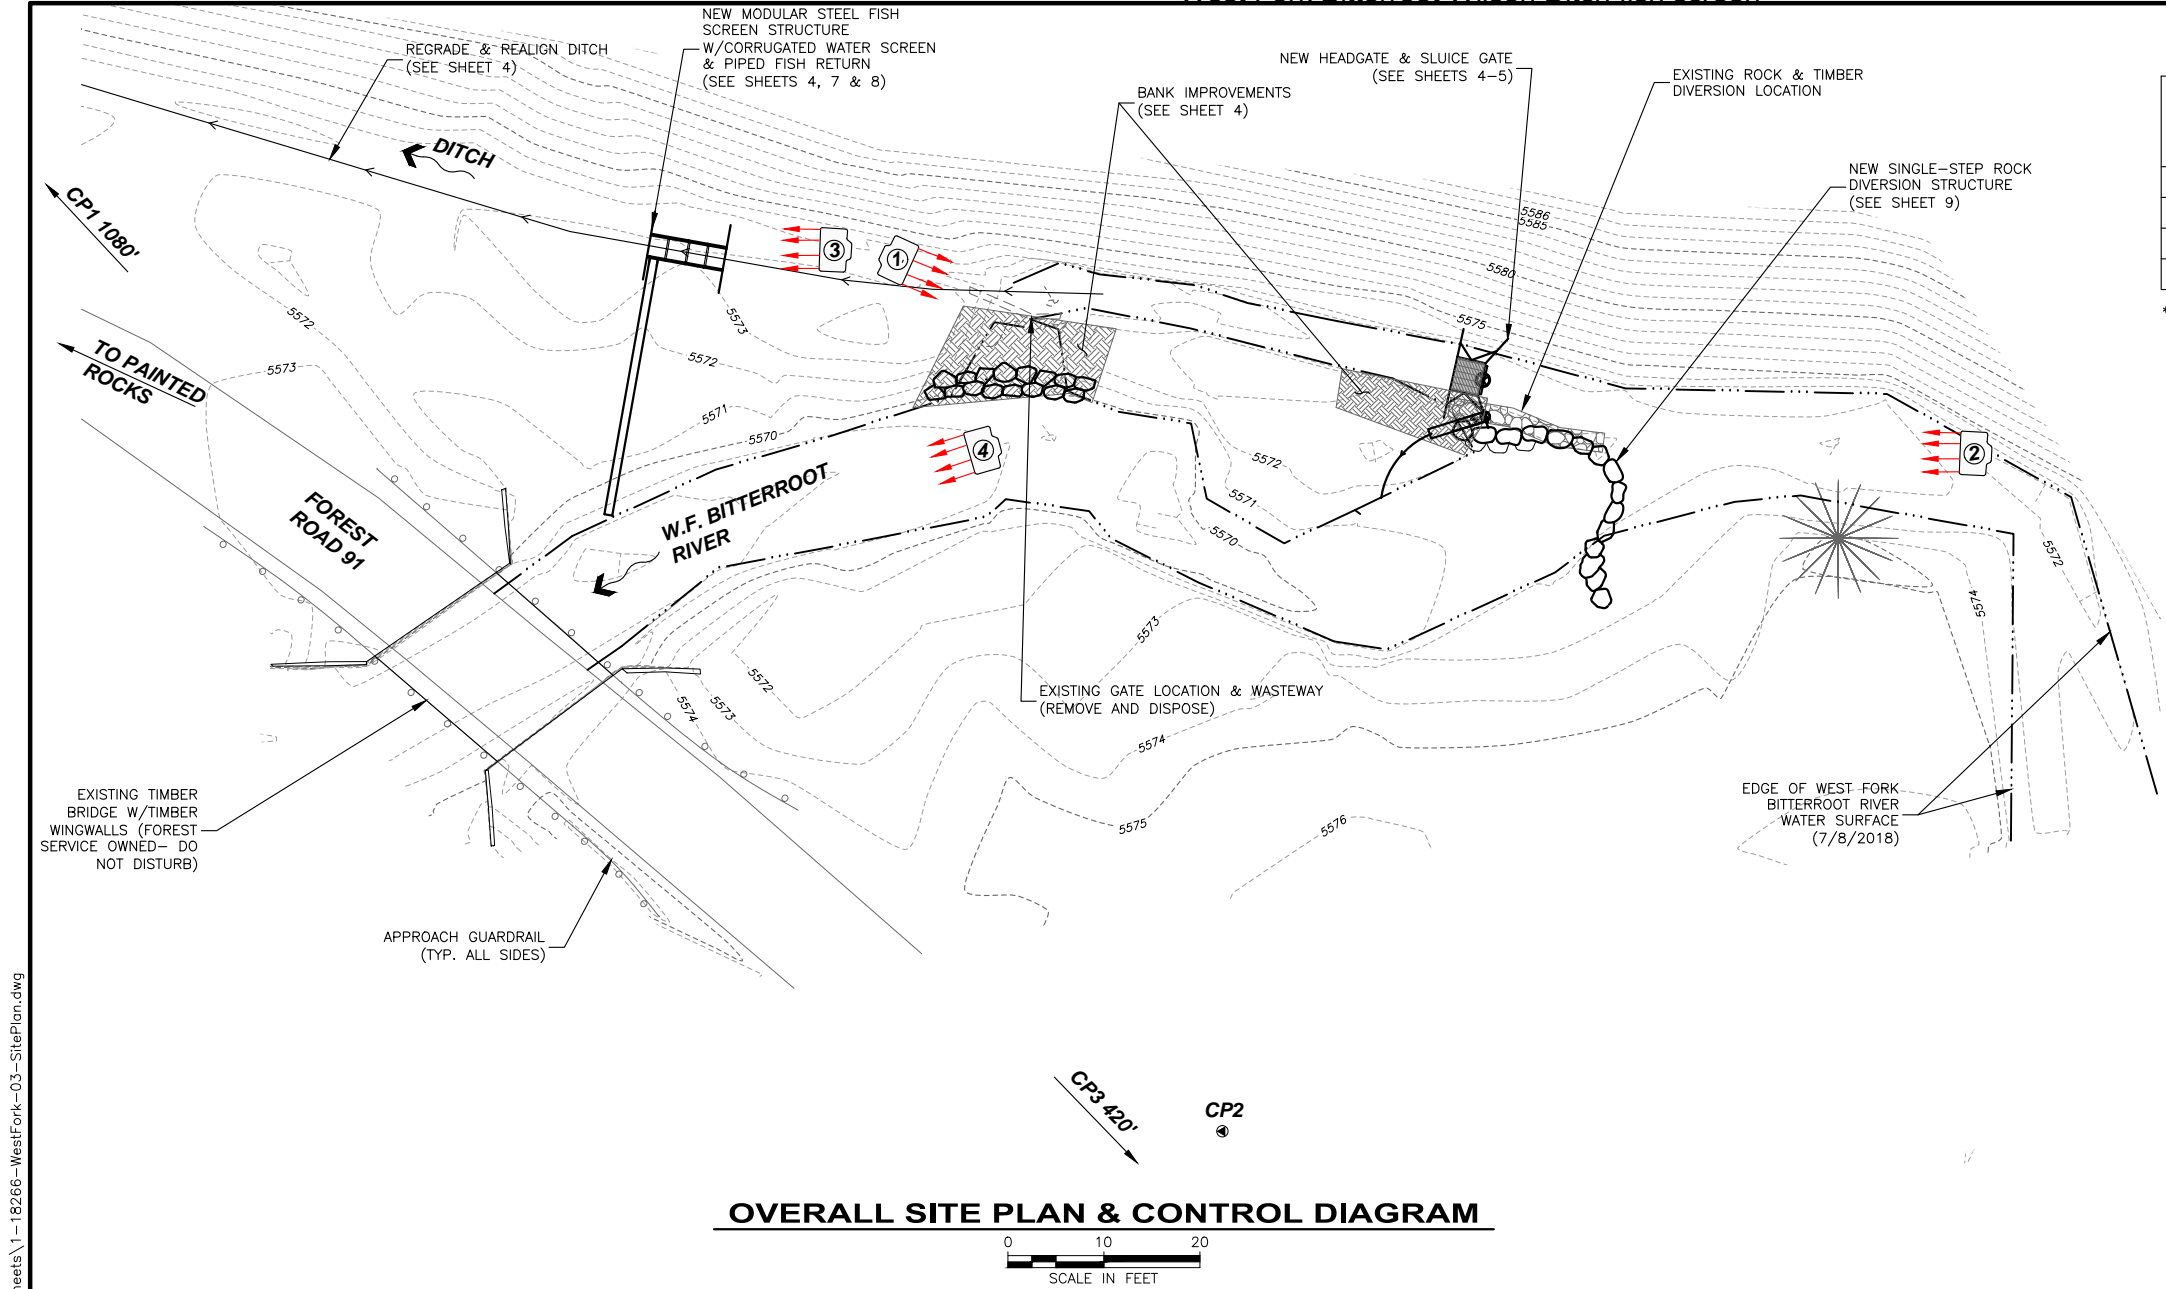 NEW MODULAR STEEL FISH
SCREEN STRUCTURE
W/CORRUGATED WATER SCREEN
& PIPED FISH RETURN
(SEE SHEETS 4, 7 & 8)
REGRADE & REALIGN DITCH
(SEE SHEET 4)
NEW HEADGATE & SLUICE GATE
(SEE SHEETS 4-5)
EXISTING ROCK & TIMBER
DIVERSION LOCATION
BANK IMPROVEMENTS
(SEE SHEET 4)
NEW SINGLE-STEP ROCK
DIVERSION STRUCTURE
(SEE SHEET 9)
DITCH
CP1 1080'
TO PAINTED
ROCKS
3
1
5586
5585
5580
5575
5572
5573
5573
5572
5571
5570
4
2
5572
5571
5570
5572
5574
FOREST
ROAD 91
W.F. BITTERROOT
RIVER
5573
5572
5573
5574
5574
5575
5576
EXISTING GATE LOCATION & WASTEWAY
(REMOVE AND DISPOSE)
EXISTING TIMBER
BRIDGE W/TIMBER
WINGWALLS (FOREST
SERVICE OWNED- DO
NOT DISTURB)
EDGE OF WEST FORK
BITTERROOT RIVER
WATER SURFACE
(7/8/2018)
APPROACH GUARDRAIL
(TYP. ALL SIDES)
CP3 420'
CP2
OVERALL SITE PLAN & CONTROL DIAGRAM
0 10 20
SCALE IN FEET
heets\1-18266-WestFork-03-SitePlan.dwg